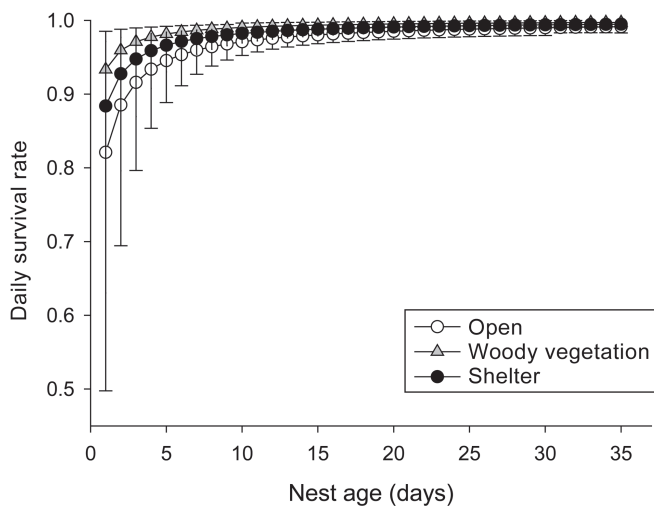 1.0
0.9
0.8
0.7
0.6
0.5
Daily survival rate
Open
Woody vegetation
Shelter
0 5 10 15 20 25 30 35
Nest age (days)